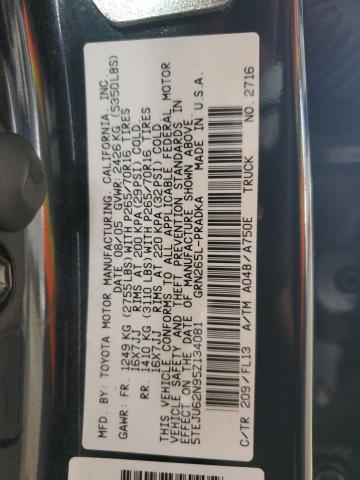 MFD. BY: TOYOTA MOTOR MANUFACTURING, CALIFORNIA, INC.
DATE: 08/05 GVWR: 2426 KG (5350LBS)
GAWR: FR. 1249 KG (2755 LBS) WITH P265/70R16 TIRES
16X7JJ RIMS AT 200 KPA (29 PSI) COLD
RR. 1410 KG (3110 LBS) WITH P265/70R16 TIRES
16X7JJ RIMS AT 220 KPA (32PSI) COLD
THIS VEHICLE CONFORMS TO ALL APPLICABLE FEDERAL MOTOR
VEHICLE SAFETY AND THEFT PREVENTION STANDARDS
IN EFFECT ON THE DATE OF MANUFACTURE SHOWN ABOVE.
5TEJU62N95Z134081 GRN265L-PRADKA MADE IN U.S.A.
C/TR 209/FL13 A/TM A04B/A750E TRUCK NO. 2716